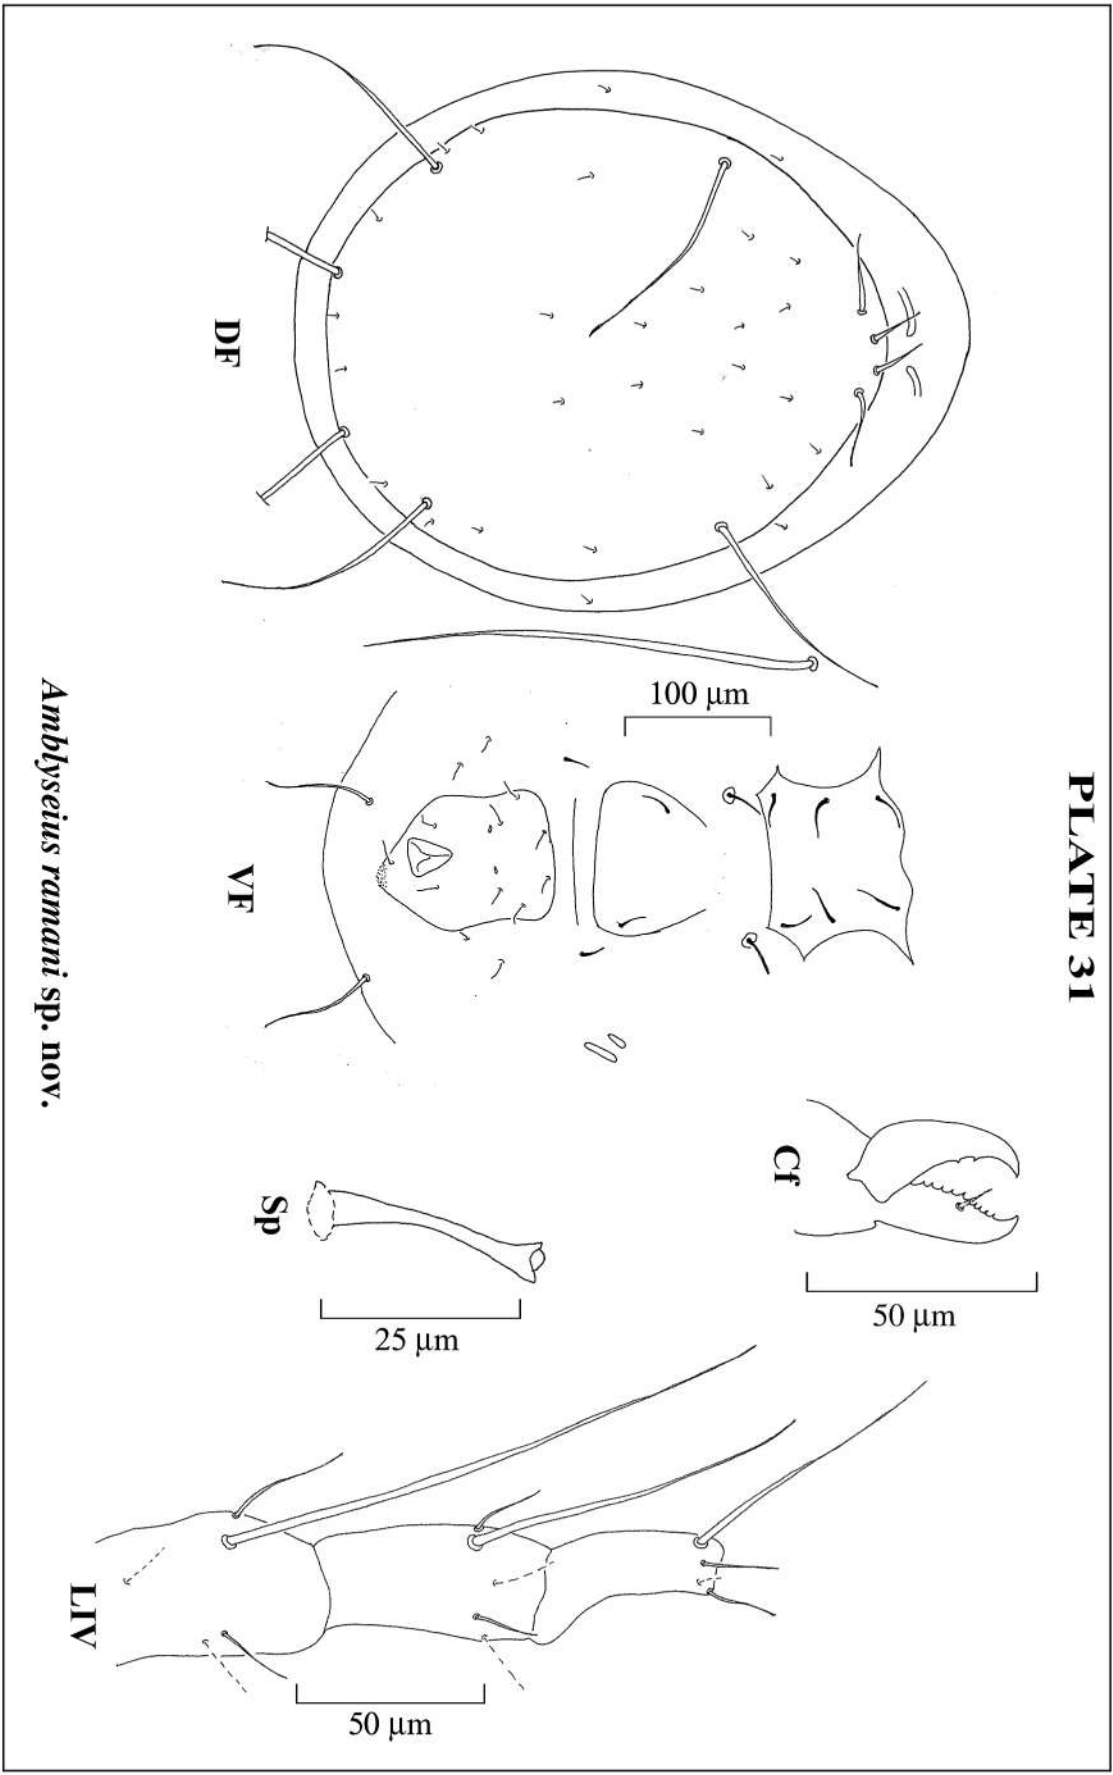 PLATE 31
DF
100 µm
VF
Cf
50 µm
Sp
25 µm
LIV
50 µm
Amblyseius ramani sp. nov.